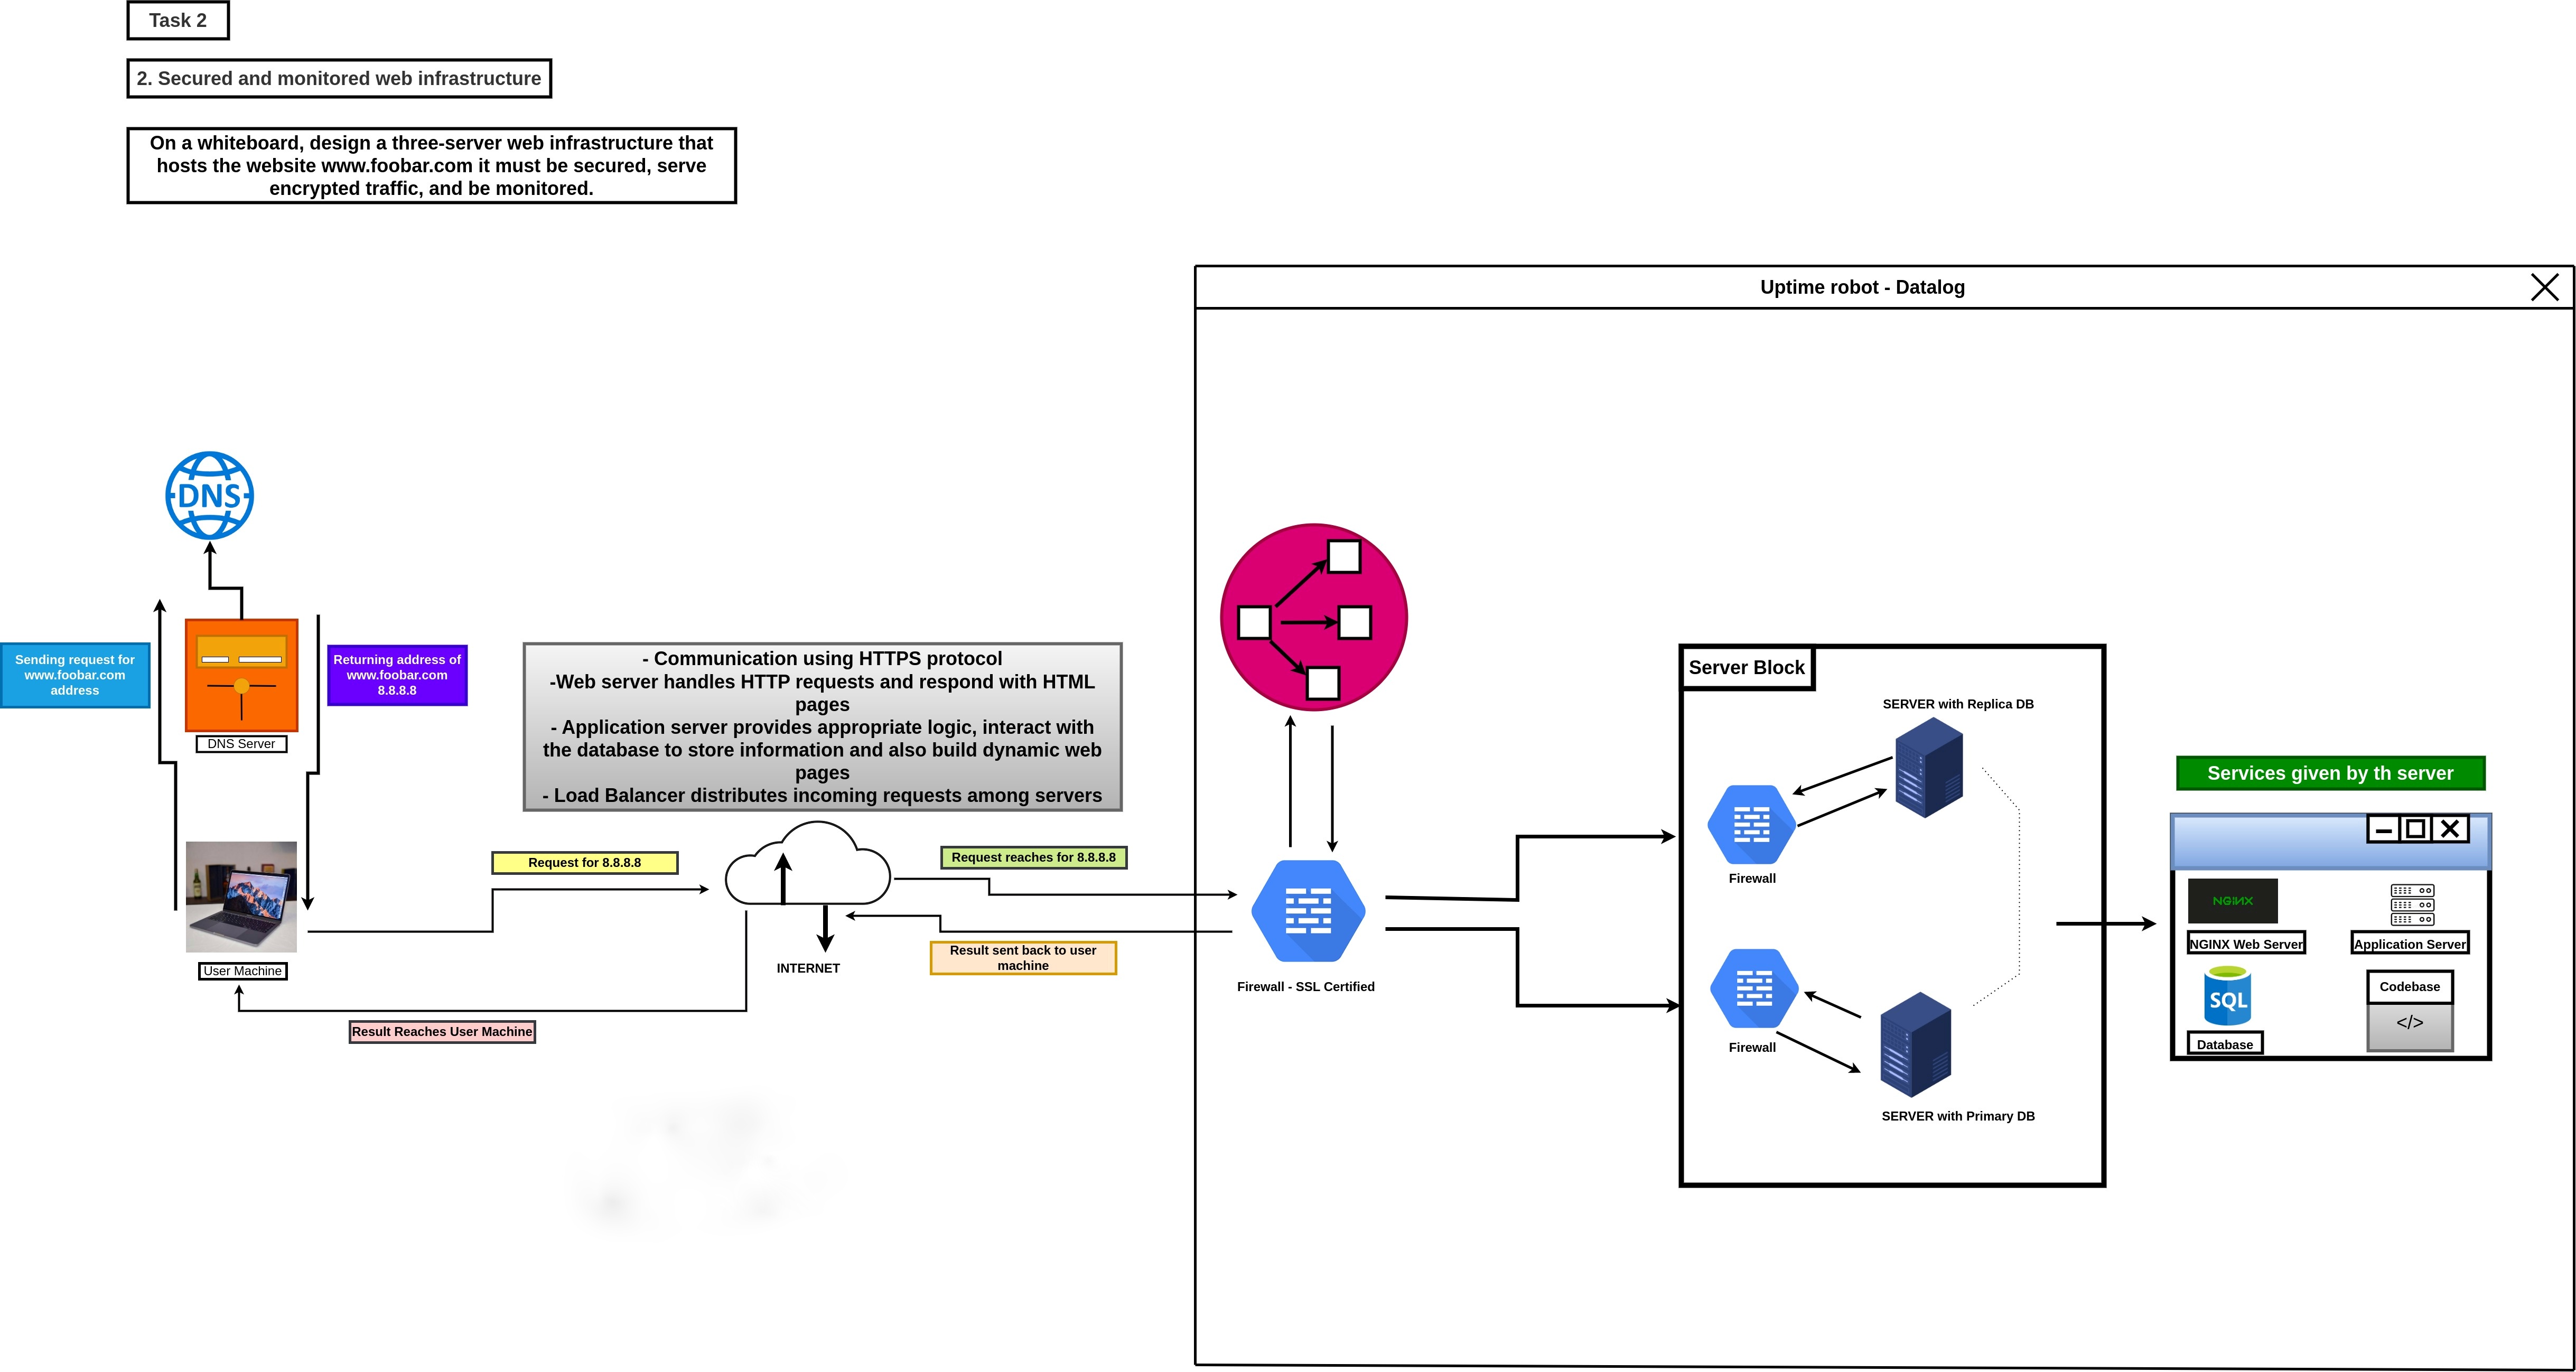 Task 2
2. Secured and monitored web infrastructure
On a whiteboard, design a three-server web infrastructure that
hosts the website www.foobar.com it must be secured, serve
encrypted traffic, and be monitored.
Uptime robot - Datalog
DNS
Sending request for
www.foobar.com
address
Returning address of
www.foobar.com
8.8.8.8
DNS Server
- Communication using HTTPS protocol
-Web server handles HTTP requests and respond with HTML
pages
- Application server provides appropriate logic, interact with
the database to store information and also build dynamic web
pages
- Load Balancer distributes incoming requests among servers
Request for 8.8.8.8
Request reaches for 8.8.8.8
Result sent back to user
machine
INTERNET
User Machine
Result Reaches User Machine
Firewall - SSL Certified
Server Block
SERVER with Replica DB
Firewall
Firewall
SERVER with Primary DB
Services given by th server
NGINX
NGINX Web Server
Application Server
SQL
Database
Codebase
</>